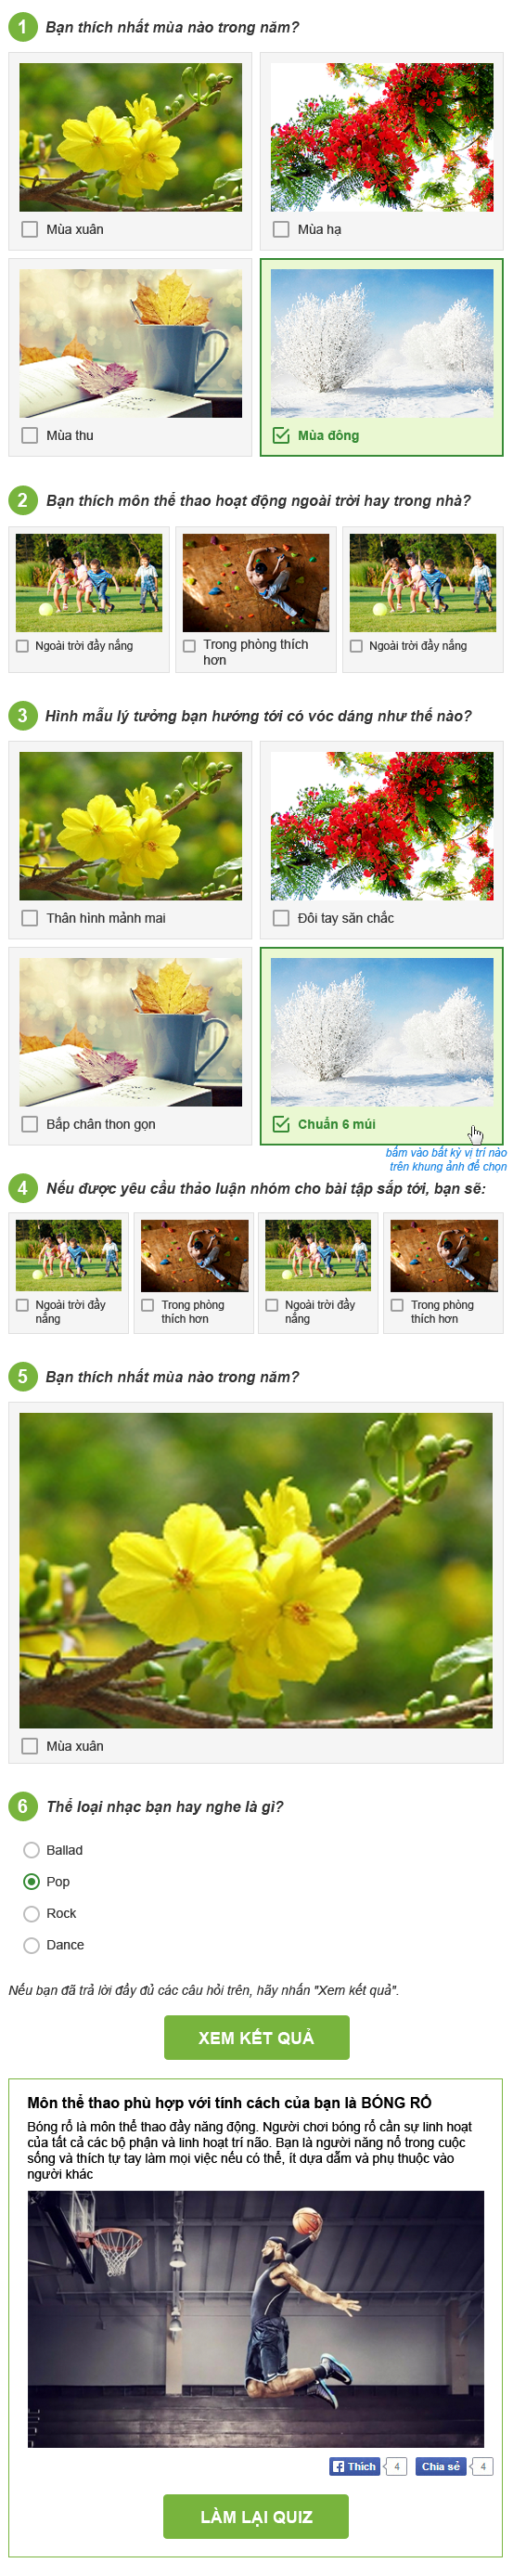 1 Bạn thích nhất mùa nào trong năm?
Mùa xuân
Mùa hạ
Mùa thu
Mùa đông
2 Bạn thích môn thể thao hoạt động ngoài trời hay trong nhà?
Ngoài trời đầy nắng
Trong phòng thích
hơn
Ngoài trời đầy nắng
3 Hình mẫu lý tưởng bạn hướng tới có vóc dáng như thế nào?
Thân hình mảnh mai
Đôi tay săn chắc
Bắp chân thon gọn
Chuẩn 6 múi
bấm vào bất kỳ vị trí nào
trên khung ảnh để chọn
4 Nếu được yêu cầu thảo luận nhóm cho bài tập sắp tới, bạn sẽ:
Ngoài trời đầy
nắng
Trong phòng
thích hơn
Ngoài trời đầy
nắng
Trong phòng
thích hơn
5 Bạn thích nhất mùa nào trong năm?
Mùa xuân
6 Thể loại nhạc bạn hay nghe là gì?
Ballad
Pop
Rock
Dance
Nếu bạn đã trả lời đầy đủ các câu hỏi trên, hãy nhấn "Xem kết quả".
XEM KẾT QUẢ
Môn thể thao phù hợp với tính cách của bạn là BÓNG RỔ
Bóng rổ là môn thể thao đầy năng động. Người chơi bóng rổ cần sự linh hoạt
của tất cả các bộ phận và linh hoạt trí não. Bạn là người năng nổ trong cuộc
sống và thích tự tay làm mọi việc nếu có thể, ít dựa dẫm và phụ thuộc vào
người khác
Thích 4 Chia sẻ 4
LÀM LẠI QUIZ